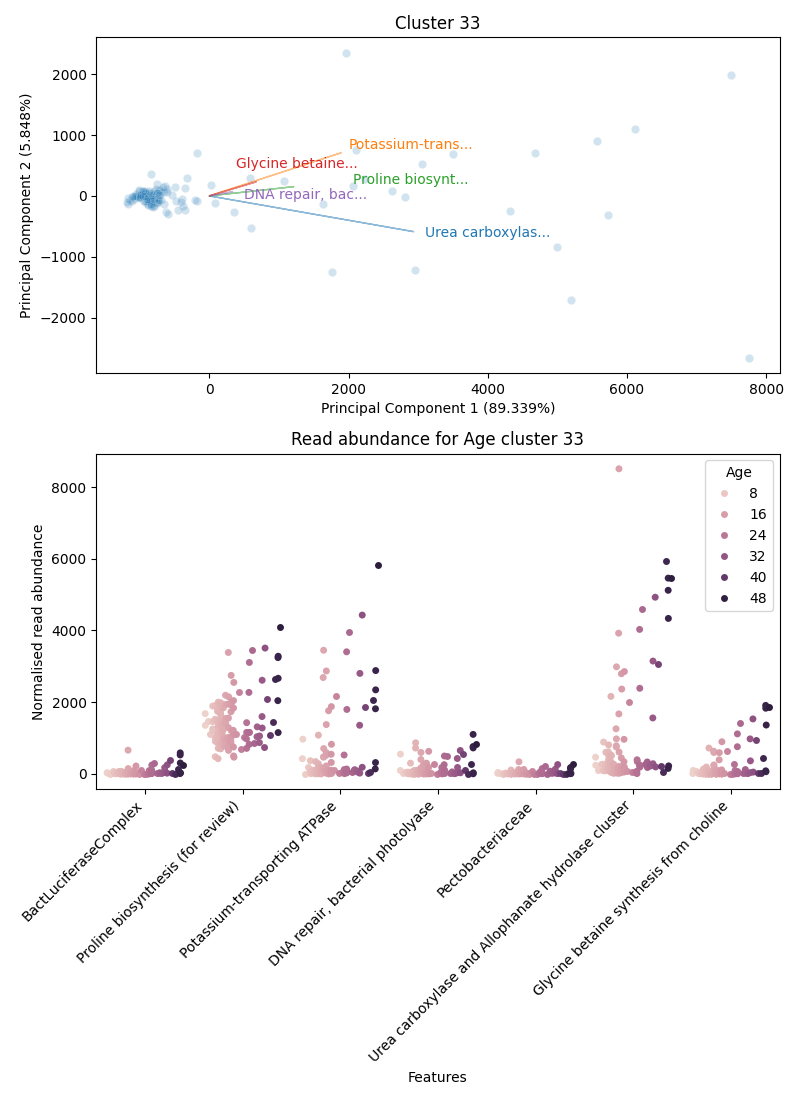 Cluster 33
Principal Component 2 (5.848%)
2000
1000
0
−1000
−2000
Potassium-trans...
Glycine betaine...
Proline biosynt...
DNA repair, bac...
Urea carboxylas...
0 2000 4000 6000 8000
Principal Component 1 (89.339%)
Read abundance for Age cluster 33
Normalised read abundance
8000
6000
4000
2000
0
Age
8
16
24
32
40
48
BactLuciferaseComplex
Proline biosynthesis (for review)
Potassium-transporting ATPase
DNA repair, bacterial photolyase
Pectobacteriaceae
Urea carboxylase and Allophanate hydrolase cluster
Glycine betaine synthesis from choline
Features